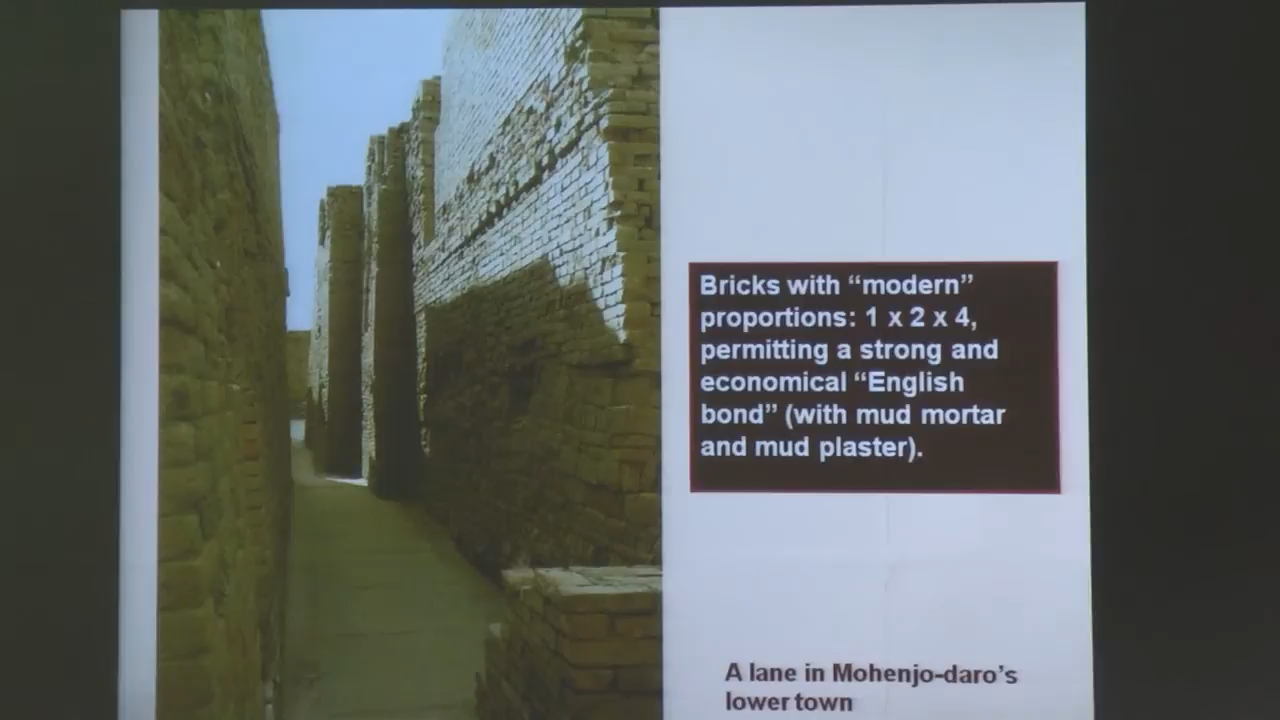 Bricks with “modern”
proportions: 1 x 2 x 4,
permitting a strong and
economical “English
bond” (with mud mortar
and mud plaster).
A lane in Mohenjo-daro’s
lower town